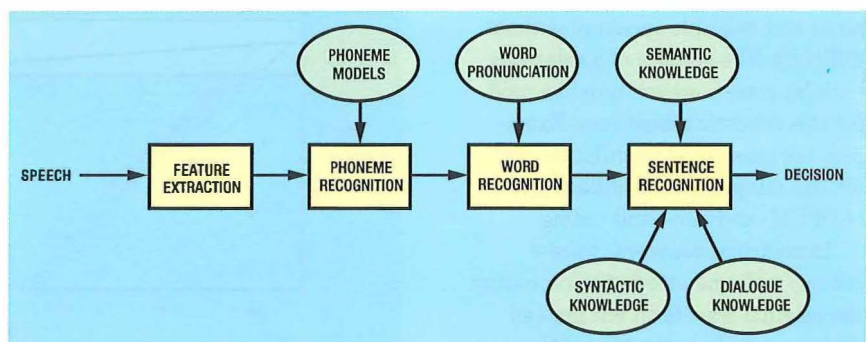 PHONEME
MODELS
WORD
PRONUNCIATION
SEMANTIC
KNOWLEDGE
SPEECH
FEATURE
EXTRACTION
PHONEME
RECOGNITION
WORD
RECOGNITION
SENTENCE
RECOGNITION
DECISION
SYNTACTIC
KNOWLEDGE
DIALOGUE
KNOWLEDGE